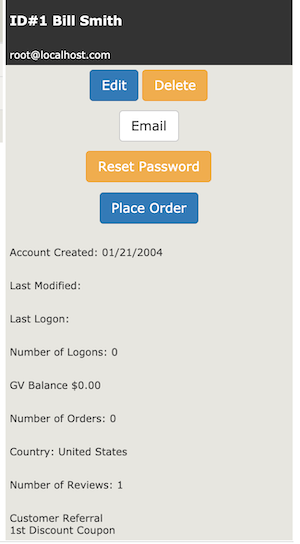 ID#1 Bill Smith
root@localhost.com
Edit Delete
Email
Reset Password
Place Order
Account Created: 01/21/2004
Last Modified:
Last Logon:
Number of Logons: 0
GV Balance $0.00
Number of Orders: 0
Country: United States
Number of Reviews: 1
Customer Referral
1st Discount Coupon